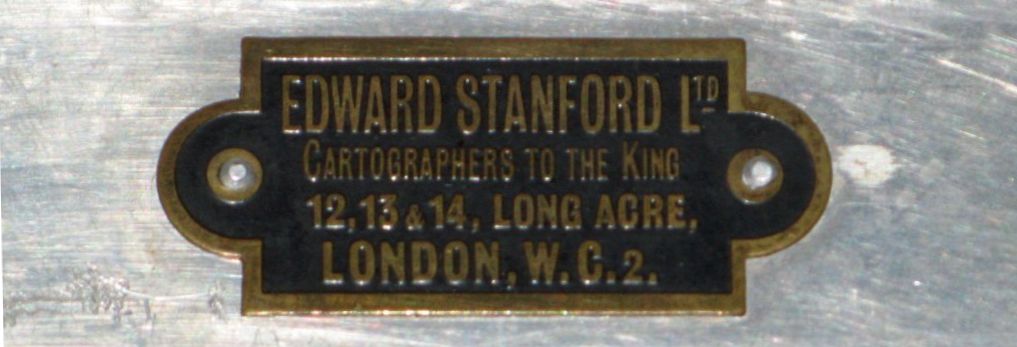 EDWARD STANFORD LTD
CARTOGRAPHERS TO THE KING
12, 13 & 14, LONG ACRE,
LONDON, W.C.2.